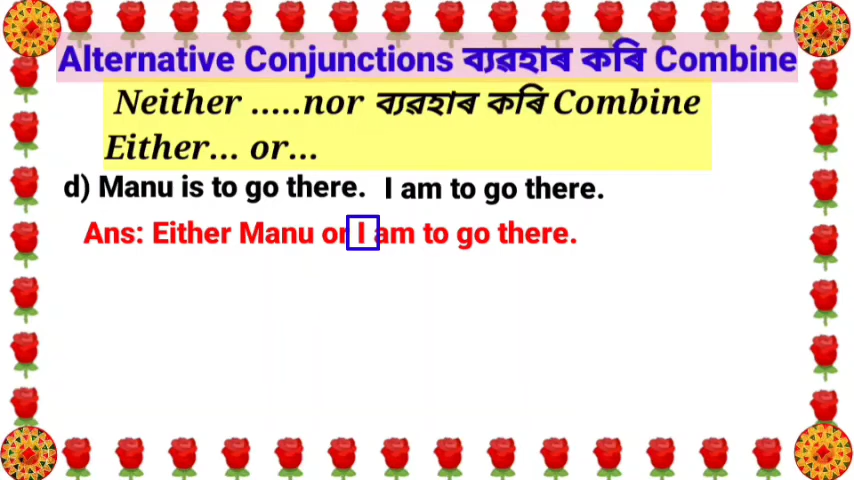 Alternative Conjunctions ব্যৱহাৰ কৰি Combine
Neither .....nor ব্যৱহাৰ কৰি Combine
Either... or...
d) Manu is to go there. I am to go there.
Ans: Either Manu or I am to go there.